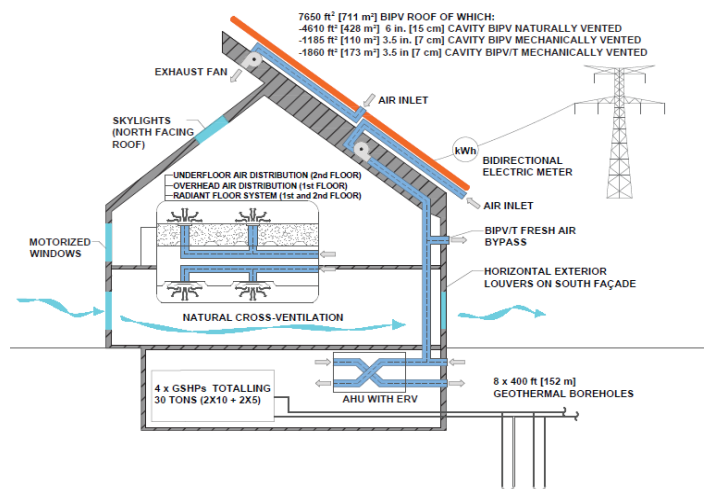 7650 ft² [711 m²] BIPV ROOF OF WHICH:
-4610 ft² [428 m²] 6 in. [15 cm] CAVITY BIPV NATURALLY VENTED
-1185 ft² [110 m²] 3.5 in. [7 cm] CAVITY BIPV MECHANICALLY VENTED
-1860 ft² [173 m²] 3.5 in [7 cm] CAVITY BIPV/T MECHANICALLY VENTED
EXHAUST FAN
AIR INLET
SKYLIGHTS
(NORTH FACING
ROOF)
kWh
BIDIRECTIONAL
ELECTRIC METER
UNDERFLOOR AIR DISTRIBUTION (2nd FLOOR)
OVERHEAD AIR DISTRIBUTION (1st FLOOR)
RADIANT FLOOR SYSTEM (1st and 2nd FLOOR)
AIR INLET
BIPV/T FRESH AIR
BYPASS
MOTORIZED
WINDOWS
HORIZONTAL EXTERIOR
LOUVERS ON SOUTH FAÇADE
NATURAL CROSS-VENTILATION
4 x GSHPs TOTALLING
30 TONS (2X10 + 2X5)
AHU WITH ERV
8 x 400 ft [152 m]
GEOTHERMAL BOREHOLES